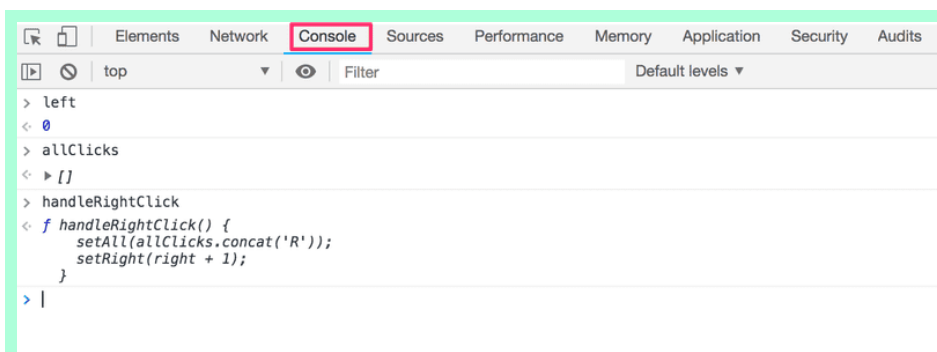 Elements Network Console Sources Performance Memory Application Security Audits
top ▼ Filter Default levels ▼
> left
<· 0
> allClicks
<· ▶ []
> handleRightClick
<· f handleRightClick() {
setAll(allClicks.concat('R'));
setRight(right + 1);
}
>